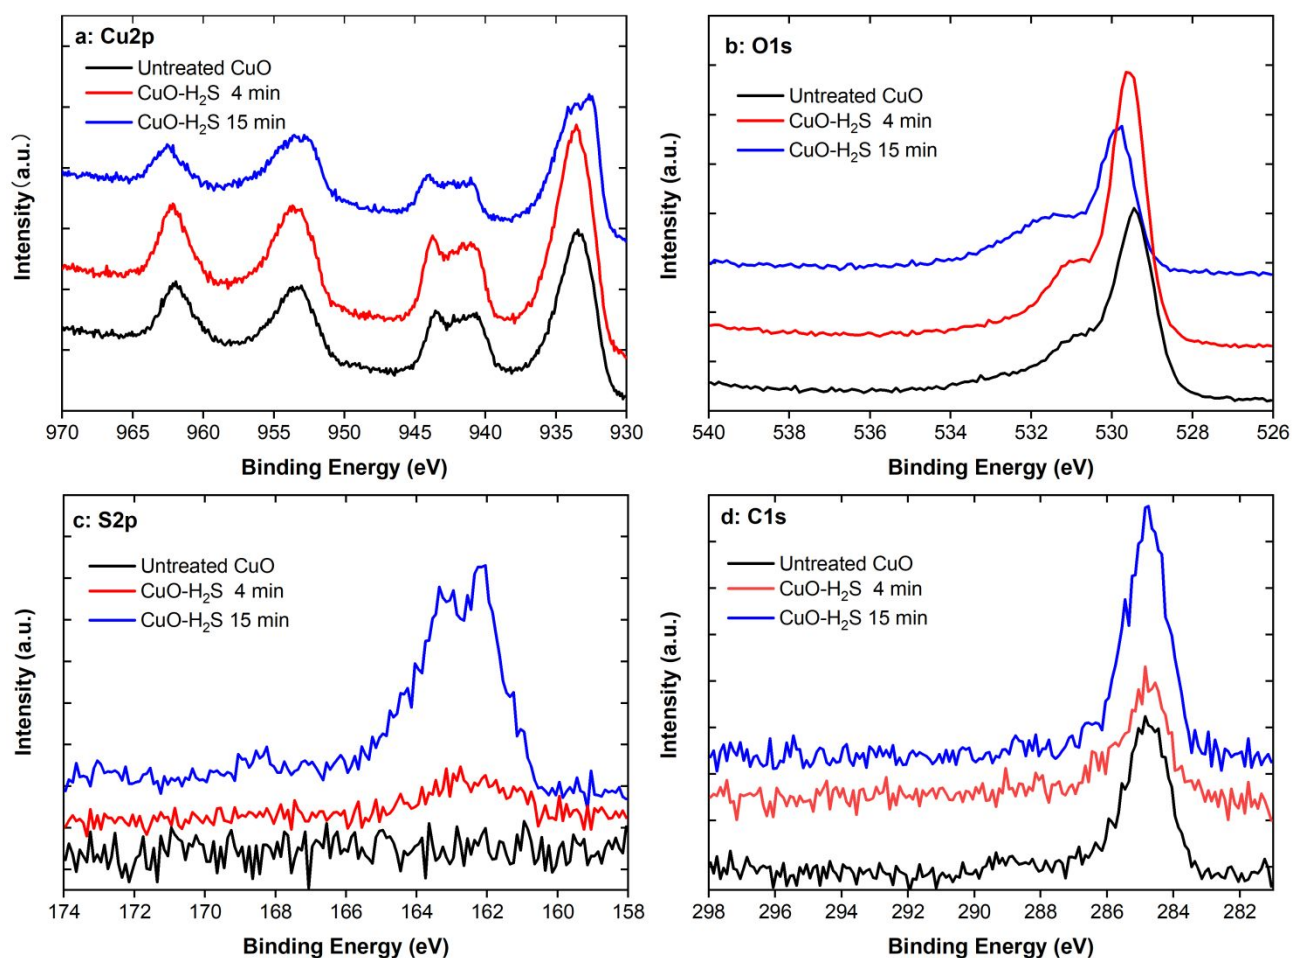 a: Cu2p
Untreated CuO
CuO-H₂S 4 min
CuO-H₂S 15 min
Intensity (a.u.)
970 965 960 955 950 945 940 935 930
Binding Energy (eV)
b: O1s
Untreated CuO
CuO-H₂S 4 min
CuO-H₂S 15 min
Intensity (a.u.)
540 538 536 534 532 530 528 526
Binding Energy (eV)
c: S2p
Untreated CuO
CuO-H₂S 4 min
CuO-H₂S 15 min
Intensity (a.u.)
174 172 170 168 166 164 162 160 158
Binding Energy (eV)
d: C1s
Untreated CuO
CuO-H₂S 4 min
CuO-H₂S 15 min
Intensity (a.u.)
298 296 294 292 290 288 286 284 282
Binding Energy (eV)